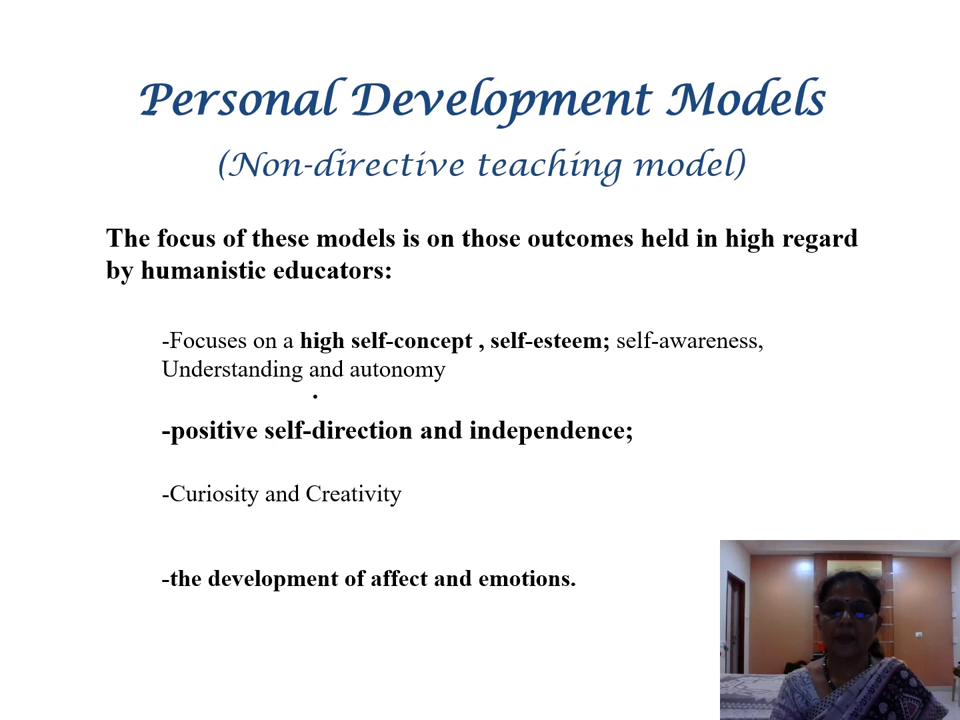 Personal Development Models
(Non-directive teaching model)
The focus of these models is on those outcomes held in high regard
by humanistic educators:
-Focuses on a high self-concept , self-esteem; self-awareness,
Understanding and autonomy
.
-positive self-direction and independence;
-Curiosity and Creativity
-the development of affect and emotions.